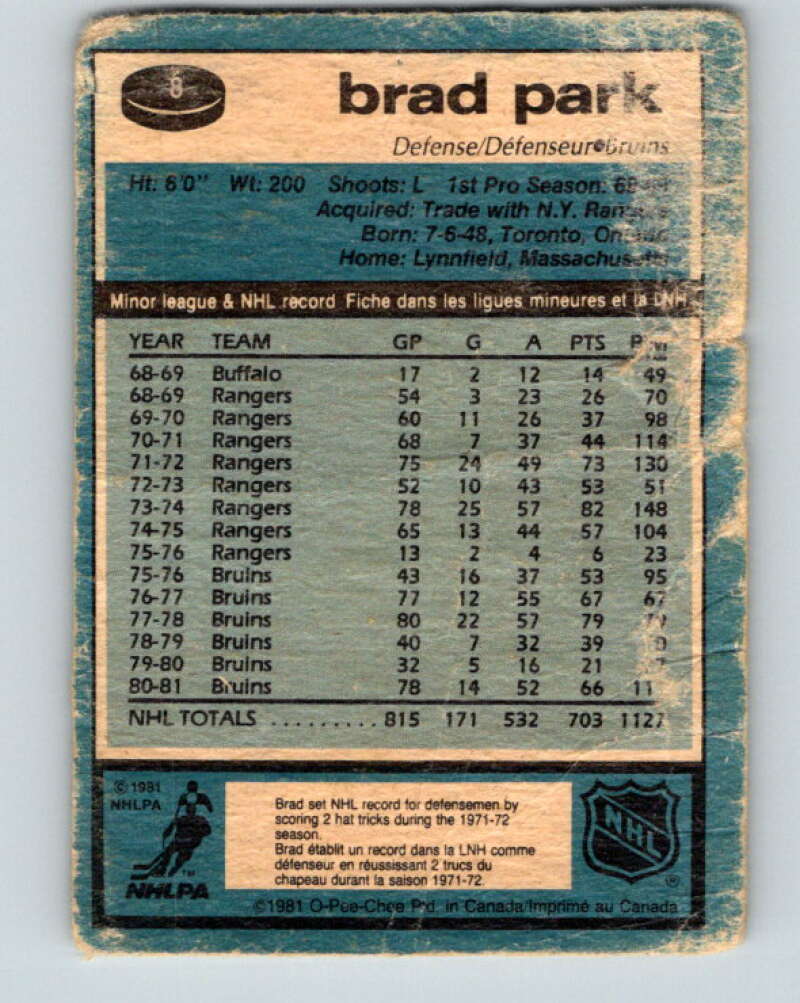 8
brad park
Defense/Défenseur•Bruins
Ht: 6'0" Wt: 200 Shoots: L 1st Pro Season:
Acquired: Trade with N.Y.
Born: 7-6-48, Toronto,
Home: Lynnfield,
Minor league & NHL record Fiche dans les ligues mineures et la LNH
YEAR TEAM GP G A PTS
68-69 Buffalo 17 2 12 14 49
68-69 Rangers 54 3 23 26 70
69-70 Rangers 60 11 26 37 98
70-71 Rangers 68 7 37 44 114
71-72 Rangers 75 24 49 73 130
72-73 Rangers 52 10 43 53 51
73-74 Rangers 78 25 57 82 148
74-75 Rangers 65 13 44 57 104
75-76 Rangers 13 2 4 6 23
75-76 Bruins 43 16 37 53 95
76-77 Bruins 77 12 55 67 67
77-78 Bruins 80 22 57 79
78-79 Bruins 40 7 32 39
79-80 Bruins 32 5 16 21
80-81 Bruins 78 14 52 66
NHL TOTALS ......... 815 171 532 703 1127
© 1981
NHLPA
NHLPA
TM
Brad set NHL record for defensemen by
scoring 2 hat tricks during the 1971-72
season.
Brad établit un record dans la LNH comme
défenseur en réussissant 2 trucs du
chapeau durant la saison 1971-72.
NHL
®
©1981 O-Pee-Chee Ptd. in Canada/Imprimé au Canada